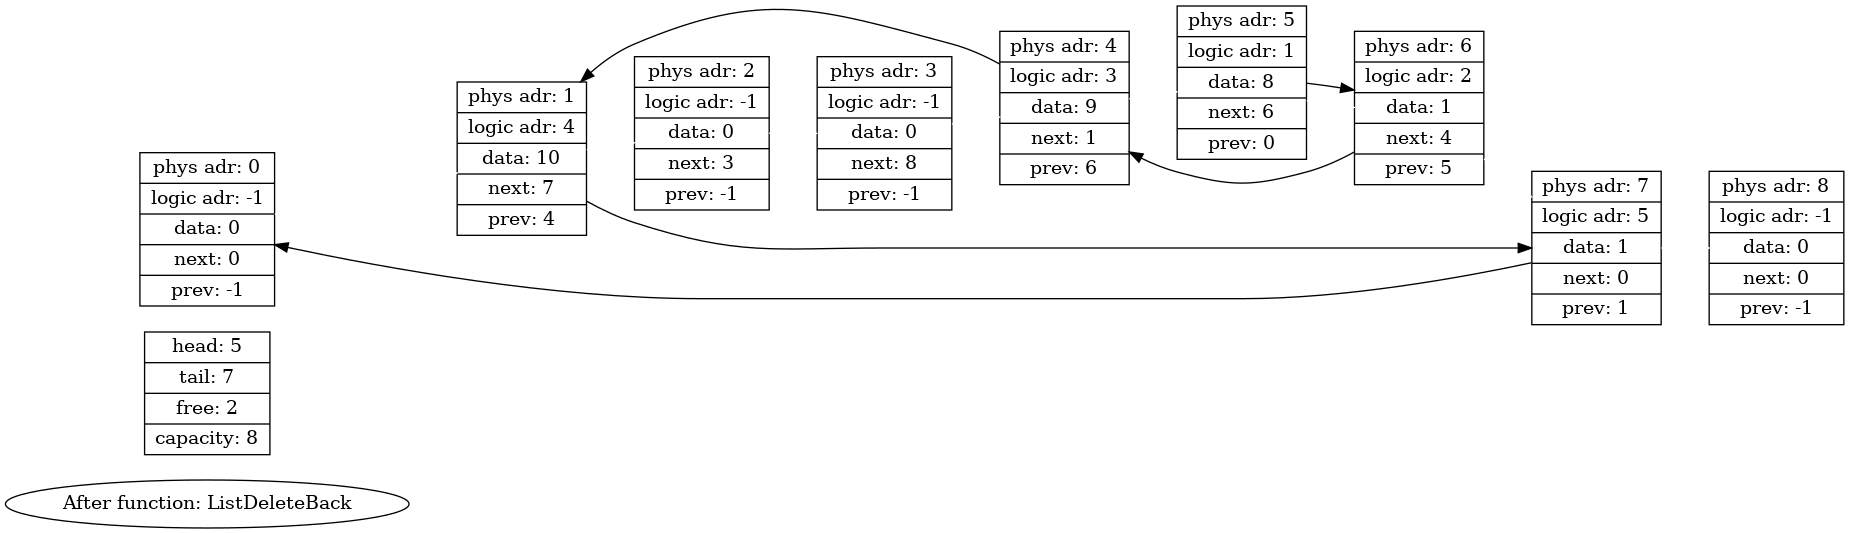 phys adr: 0
logic adr: -1
data: 0
next: 0
prev: -1
phys adr: 1
logic adr: 4
data: 10
next: 7
prev: 4
phys adr: 2
logic adr: -1
data: 0
next: 3
prev: -1
phys adr: 3
logic adr: -1
data: 0
next: 8
prev: -1
phys adr: 4
logic adr: 3
data: 9
next: 1
prev: 6
phys adr: 5
logic adr: 1
data: 8
next: 6
prev: 0
phys adr: 6
logic adr: 2
data: 1
next: 4
prev: 5
phys adr: 7
logic adr: 5
data: 1
next: 0
prev: 1
phys adr: 8
logic adr: -1
data: 0
next: 0
prev: -1
head: 5
tail: 7
free: 2
capacity: 8
After function: ListDeleteBack